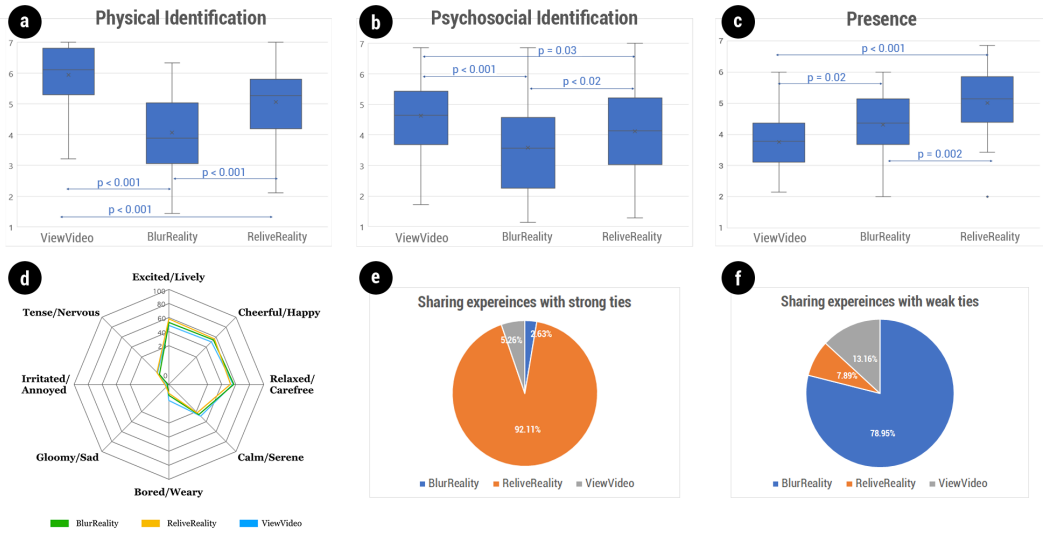 a
Physical Identification
7
6
5
4
3
2
1
p < 0.001
p < 0.001
p < 0.001
ViewVideo
BlurReality
ReliveReality
b
Psychosocial Identification
7
6
5
4
3
2
1
p = 0.03
p < 0.001
p < 0.02
ViewVideo
BlurReality
ReliveReality
c
Presence
7
6
5
4
3
2
1
p < 0.001
p = 0.02
p = 0.002
ViewVideo
BlurReality
ReliveReality
d
Excited/Lively
Tense/Nervous
Cheerful/Happy
Irritated/
Annoyed
Relaxed/
Carefree
Gloomy/Sad
Calm/Serene
Bored/Weary
100
80
60
40
2
0
BlurReality
ReliveReality
ViewVideo
e
Sharing expereinces with strong ties
5.26%
2.63%
92.11%
BlurReality
ReliveReality
ViewVideo
f
Sharing expereinces with weak ties
13.16%
7.89%
78.95%
BlurReality
ReliveReality
ViewVideo